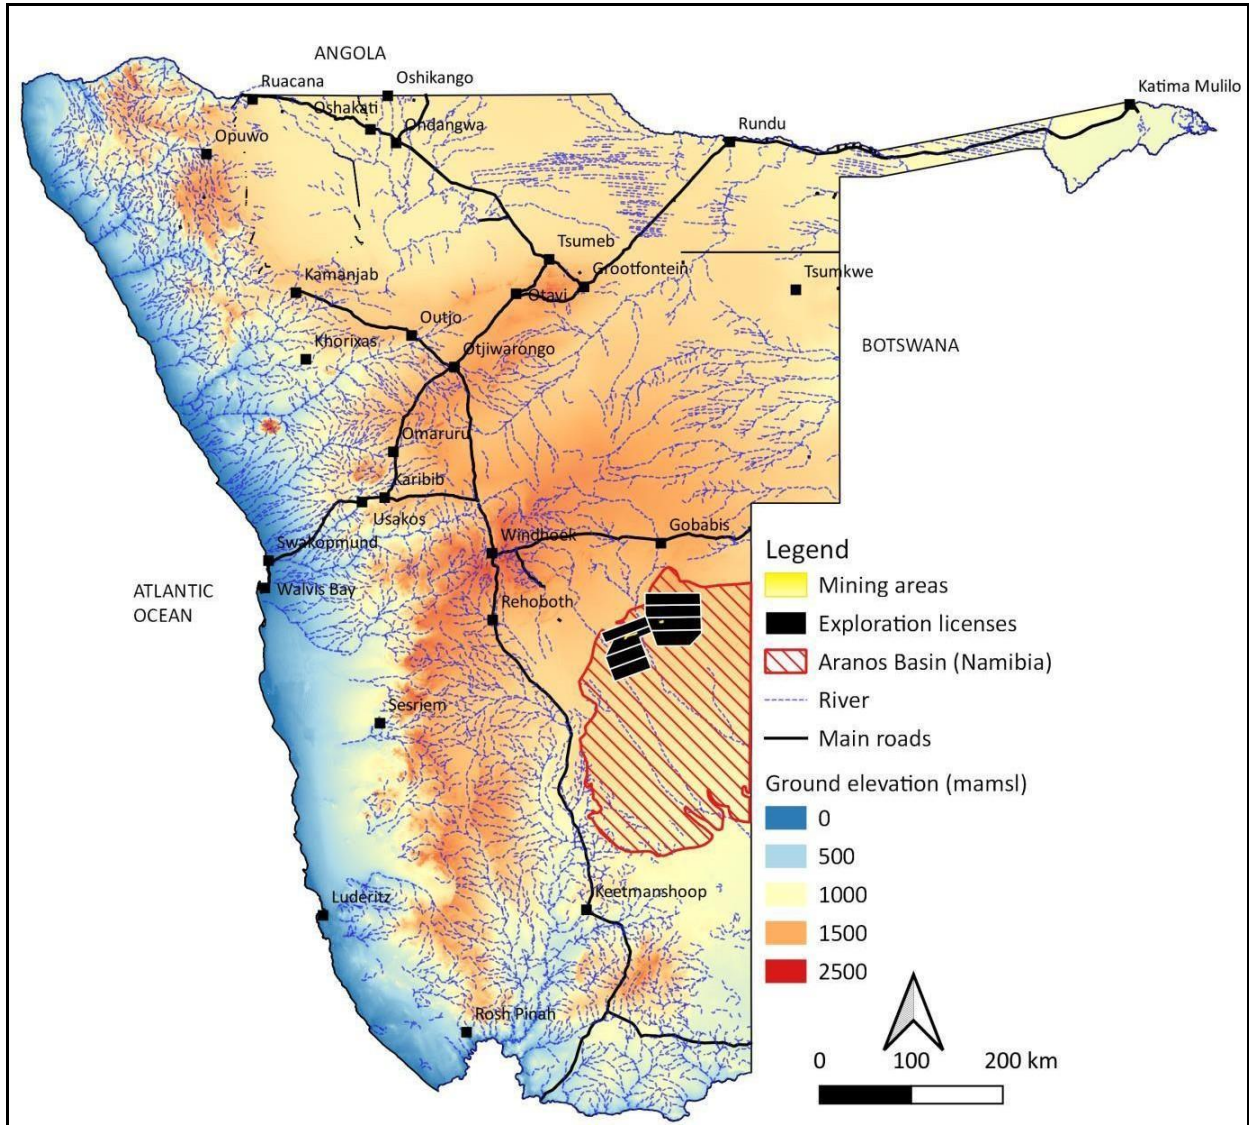 ANGOLA
Ruacana
Oshikango
Oshakati
Ondangwa
Katima Mulilo
Rundu
Opuwo
Tsumeb
Grootfontein
Tsumkwe
Kamanjab
Otavi
Outjo
Khorixas
Otjiwarongo
BOTSWANA
Omaruru
Karibib
Usakos
Gobabis
Windhoek
Swakopmund
Walvis Bay
ATLANTIC
OCEAN
Rehoboth
Sesriem
Luderitz
Keetmanshoop
Rosh Pinah
Legend
Mining areas
Exploration licenses
Aranos Basin (Namibia)
River
Main roads
Ground elevation (mamsl)
0
500
1000
1500
2500
0 100 200 km